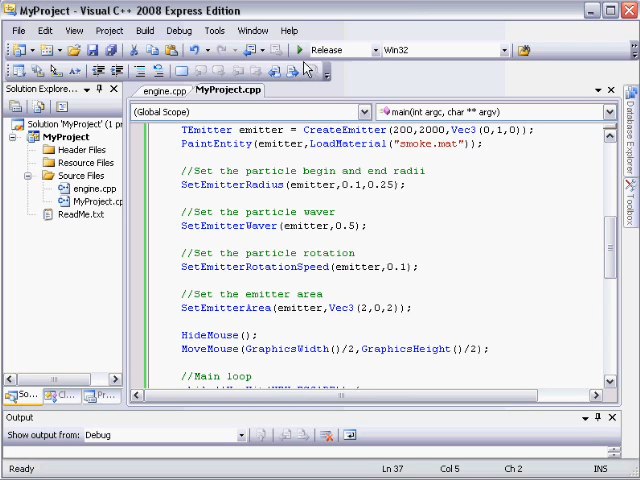 MyProject - Visual C++ 2008 Express Edition
File Edit View Project Build Debug Tools Window Help
Release Win32
Solution Explore...
engine.cpp MyProject.cpp
(Global Scope) main(int argc, char ** argv)
Solution 'MyProject' (1 p
MyProject
Header Files
Resource Files
Source Files
engine.cpp
MyProject.cp
ReadMe.txt
TEmitter emitter = CreateEmitter(200,2000,Vec3(0,1,0));
PaintEntity(emitter,LoadMaterial("smoke.mat"));
//Set the particle begin and end radii
SetEmitterRadius(emitter,0.1,0.25);
//Set the particle waver
SetEmitterWaver(emitter,0.5);
//Set the particle rotation
SetEmitterRotationSpeed(emitter,0.1);
//Set the emitter area
SetEmitterArea(emitter,Vec3(2,0,2));
HideMouse();
MoveMouse(GraphicsWidth()/2,GraphicsHeight()/2);
//Main loop
Database Explorer
Toolbox
So... Cl... Pr...
Output
Show output from: Debug
Ready Ln 37 Col 5 Ch 2 INS